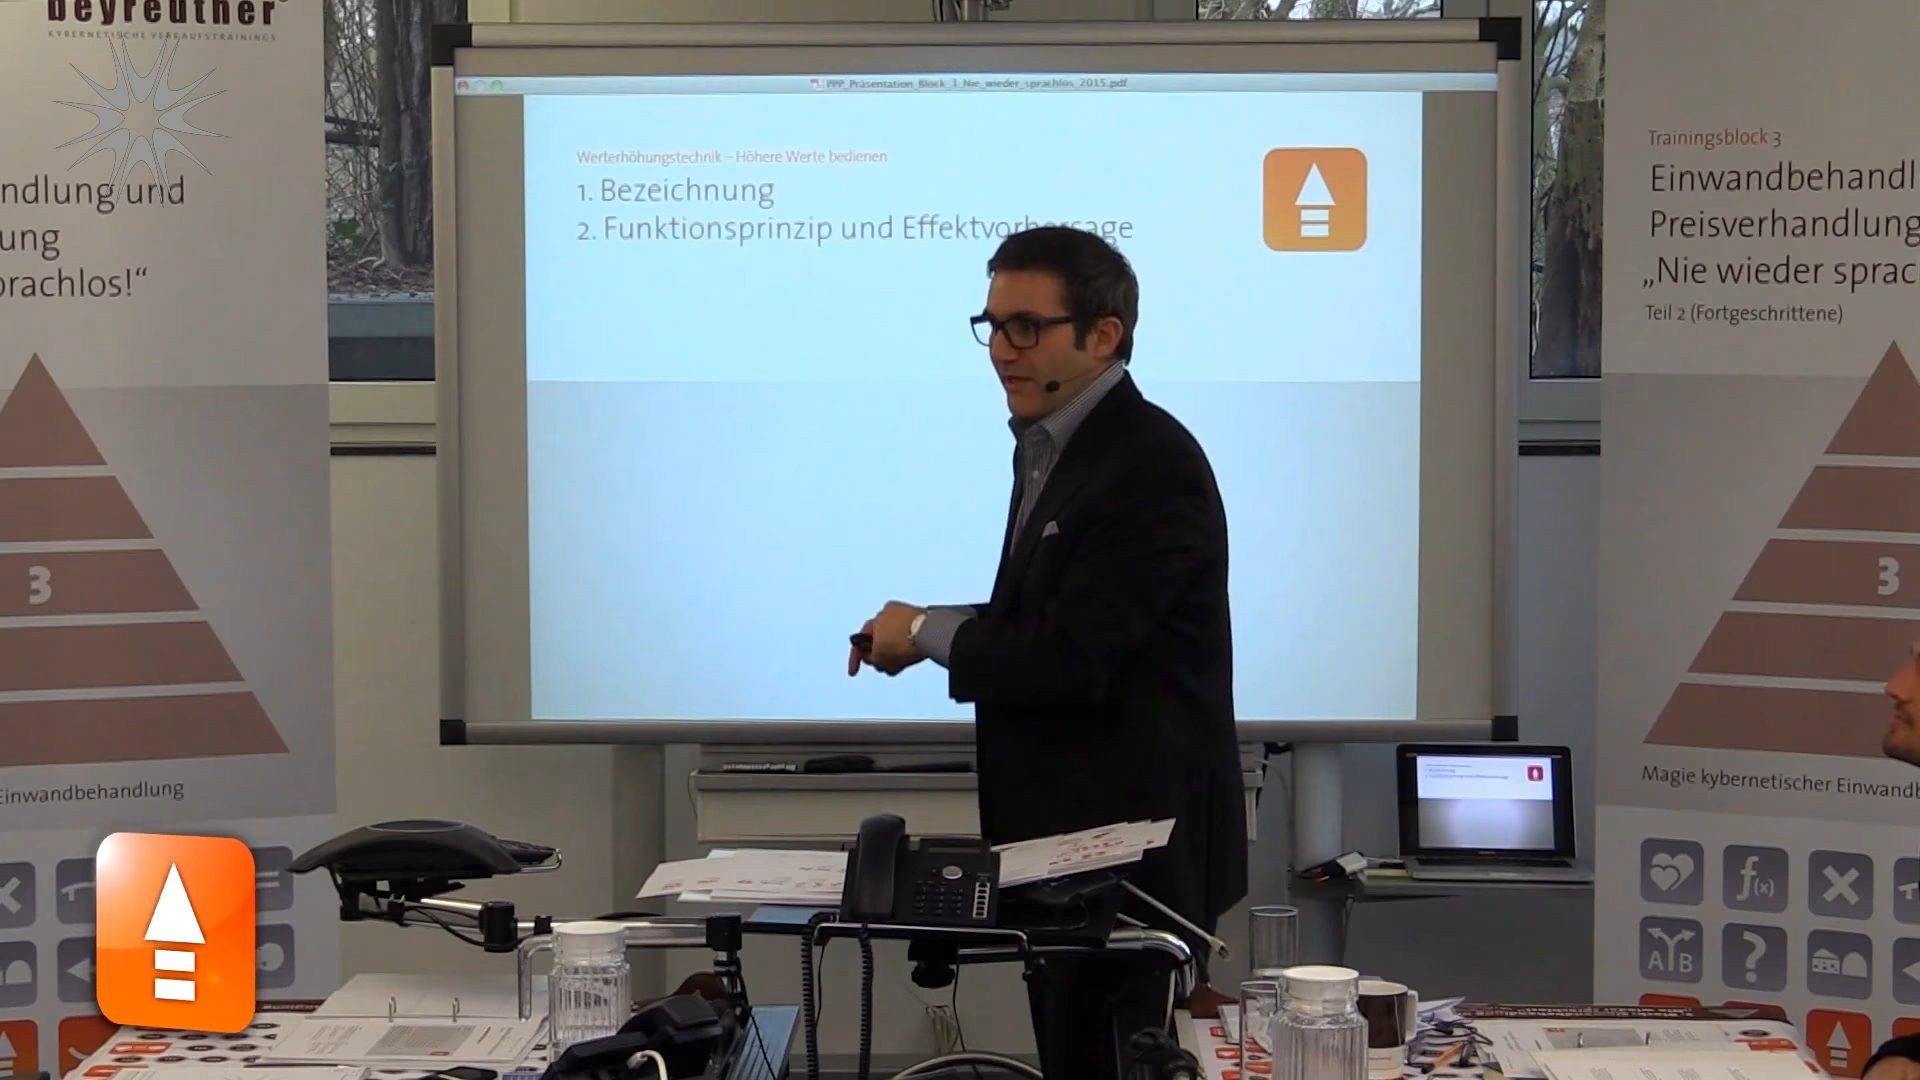 beyreuther®
KYBERNETISCHE VERKAUFSTRAININGS
ndlung und
ung
prachlos!“
3
Einwandbehandlung
PPP_Präsentation_Block_3_Nie_wieder_sprachlos_2015.pdf
Werterhöhungstechnik – Höhere Werte bedienen
1. Bezeichnung
2. Funktionsprinzip und Effektvorhersage
Trainingsblock 3
Einwandbehandl
Preisverhandlung
„Nie wieder sprac
Teil 2 (Fortgeschrittene)
3
Magie kybernetischer Einwandb
f(x)
A B
?